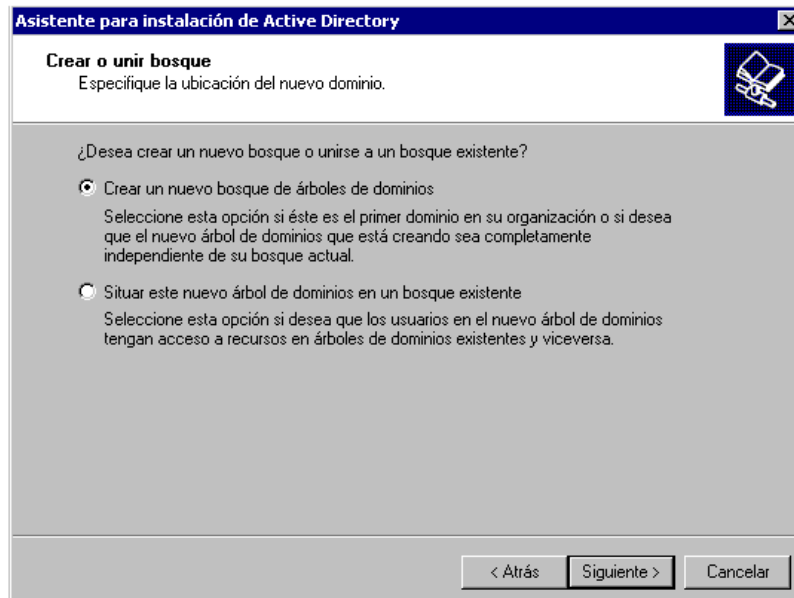 Asistente para instalación de Active Directory
Crear o unir bosque
Especifique la ubicación del nuevo dominio.
¿Desea crear un nuevo bosque o unirse a un bosque existente?
Crear un nuevo bosque de árboles de dominios
Seleccione esta opción si éste es el primer dominio en su organización o si desea
que el nuevo árbol de dominios que está creando sea completamente
independiente de su bosque actual.
Situar este nuevo árbol de dominios en un bosque existente
Seleccione esta opción si desea que los usuarios en el nuevo árbol de dominios
tengan acceso a recursos en árboles de dominios existentes y viceversa.
< Atrás
Siguiente >
Cancelar